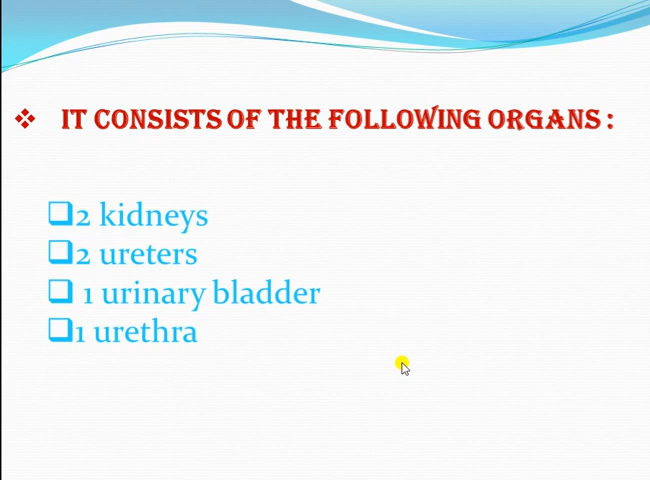 ❖ IT CONSISTS OF THE FOLLOWING ORGANS :
❑2 kidneys
❑2 ureters
❑ 1 urinary bladder
❑1 urethra